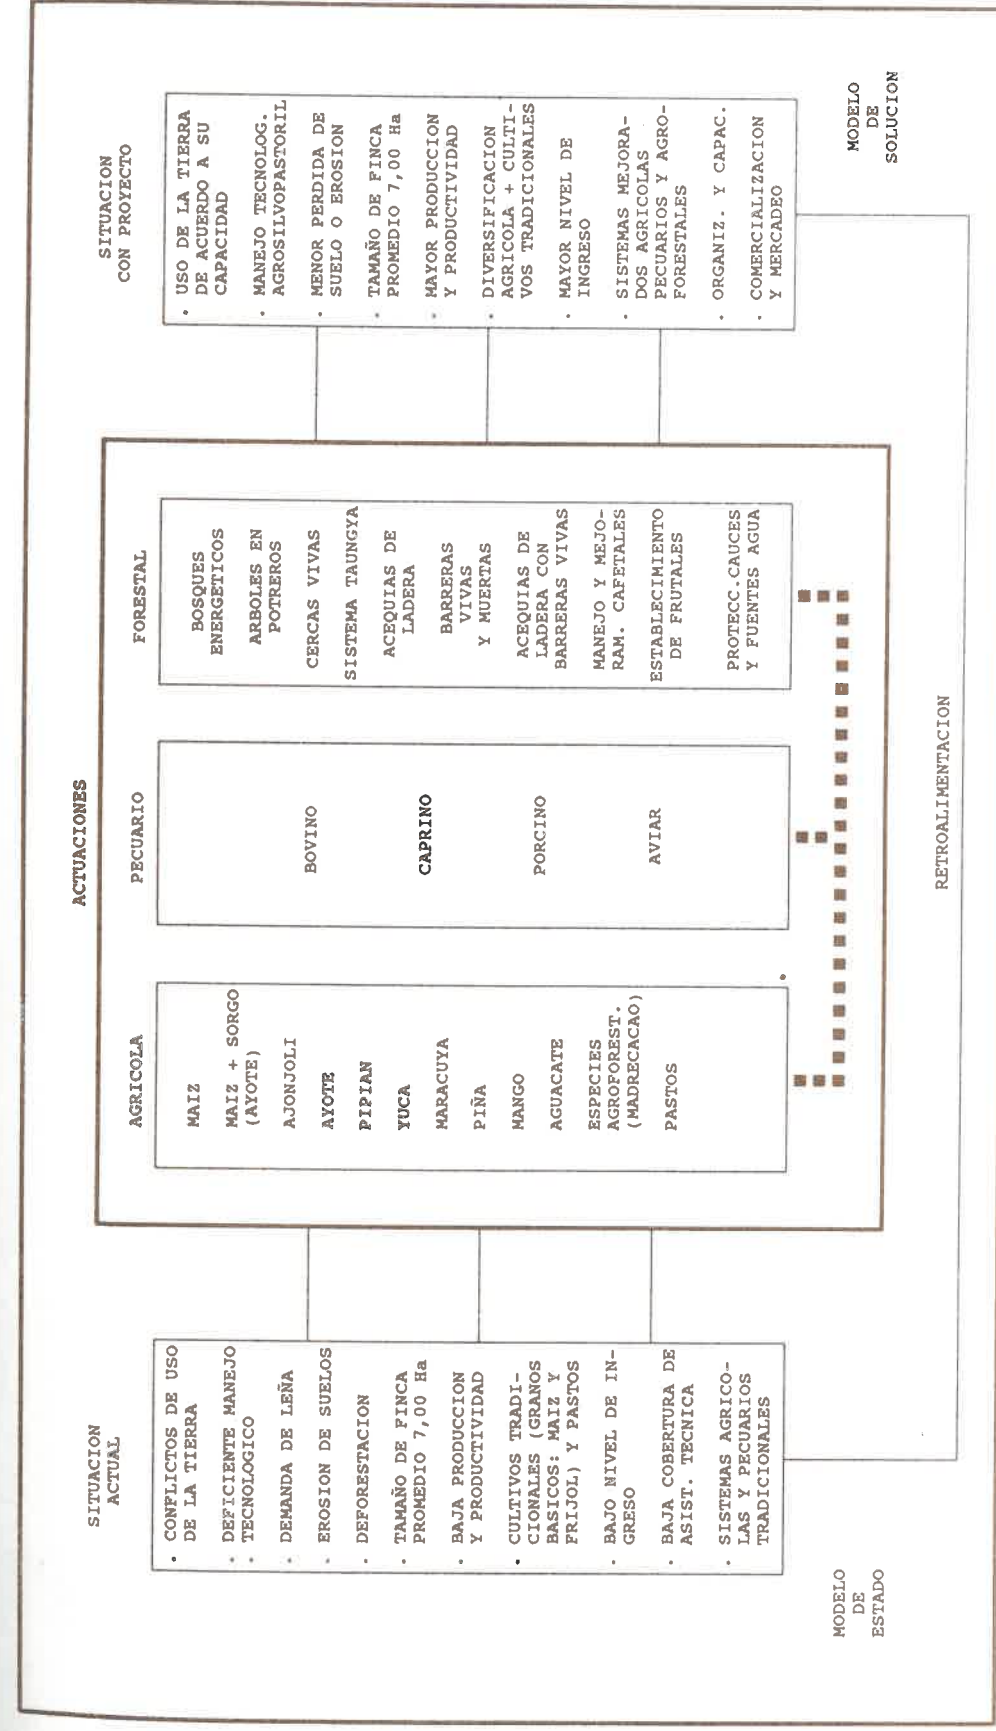 SITUACION
ACTUAL
· CONFLICTOS DE USO
DE LA TIERRA
· DEFICIENTE MANEJO
· TECNOLOGICO
· DEMANDA DE LEÑA
· EROSION DE SUELOS
· DEFORESTACION
· TAMAÑO DE FINCA
PROMEDIO 7,00 Ha
· BAJA PRODUCCION
Y PRODUCTIVIDAD
· CULTIVOS TRADI-
CIONALES (GRANOS
BASICOS: MAIZ Y
FRIJOL) Y PASTOS
· BAJO NIVEL DE IN-
GRESO
· BAJA COBERTURA DE
ASIST. TECNICA
· SISTEMAS AGRICO-
LAS Y PECUARIOS
TRADICIONALES
MODELO
DE
ESTADO
ACTUACIONES
AGRICOLA
MAIZ
MAIZ + SORGO
(AYOTE)
AJONJOLI
AYOTE
PIPIAN
YUCA
MARACUYA
PIÑA
MANGO
AGUACATE
ESPECIES
AGROFOREST.
(MADRECACAO)
PASTOS
PECUARIO
BOVINO
CAPRINO
PORCINO
AVIAR
FORESTAL
BOSQUES
ENERGETICOS
ARBOLES EN
POTREROS
CERCAS VIVAS
SISTEMA TAUNGYA
ACEQUIAS DE
LADERA
BARRERAS
VIVAS
Y MUERTAS
ACEQUIAS DE
LADERA CON
BARRERAS VIVAS
MANEJO Y MEJO-
RAM. CAFETALES
ESTABLECIMIENTO
DE FRUTALES
PROTECC.CAUCES
Y FUENTES AGUA
SITUACION
CON PROYECTO
· USO DE LA TIERRA
DE ACUERDO A SU
CAPACIDAD
· MANEJO TECNOLOG.
AGROSILVOPASTORIL
· MENOR PERDIDA DE
SUELO O EROSION
· TAMAÑO DE FINCA
PROMEDIO 7,00 Ha
· MAYOR PRODUCCION
Y PRODUCTIVIDAD
· DIVERSIFICACION
AGRICOLA + CULTI-
VOS TRADICIONALES
· MAYOR NIVEL DE
INGRESO
· SISTEMAS MEJORA-
DOS AGRICOLAS
PECUARIOS Y AGRO-
FORESTALES
· ORGANIZ. Y CAPAC.
· COMERCIALIZACION
Y MERCADEO
MODELO
DE
SOLUCION
RETROALIMENTACION